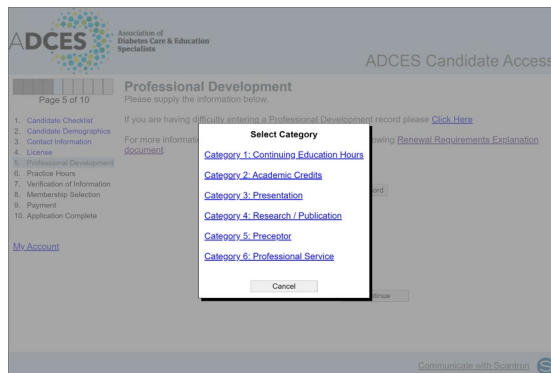 ADCES
Association of
Diabetes Care & Education
Specialists
ADCES Candidate Access
Page 5 of 10
1. Candidate Checklist
2. Candidate Demographics
3. Contact Information
4. License
5. Professional Development
6. Practice Hours
7. Verification of Information
8. Membership Selection
9. Payment
10. Application Complete
My Account
Professional Development
Please supply the information below.
If you are having difficulty entering a Professional Development record please Click Here
For more informati
owing Renewal Requirements Explanation
document.
Select Category
Category 1: Continuing Education Hours
Category 2: Academic Credits
Category 3: Presentation
Category 4: Research / Publication
Category 5: Preceptor
Category 6: Professional Service
Cancel
ord
ntinue
Communicate with Scantron
S